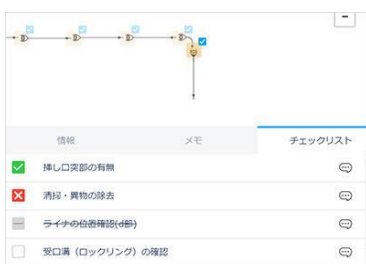 情報
メモ
チェックリスト
挿し口突部の有無
清掃・異物の除去
ライナの位置確認(d部)
受口溝(ロックリング)の確認